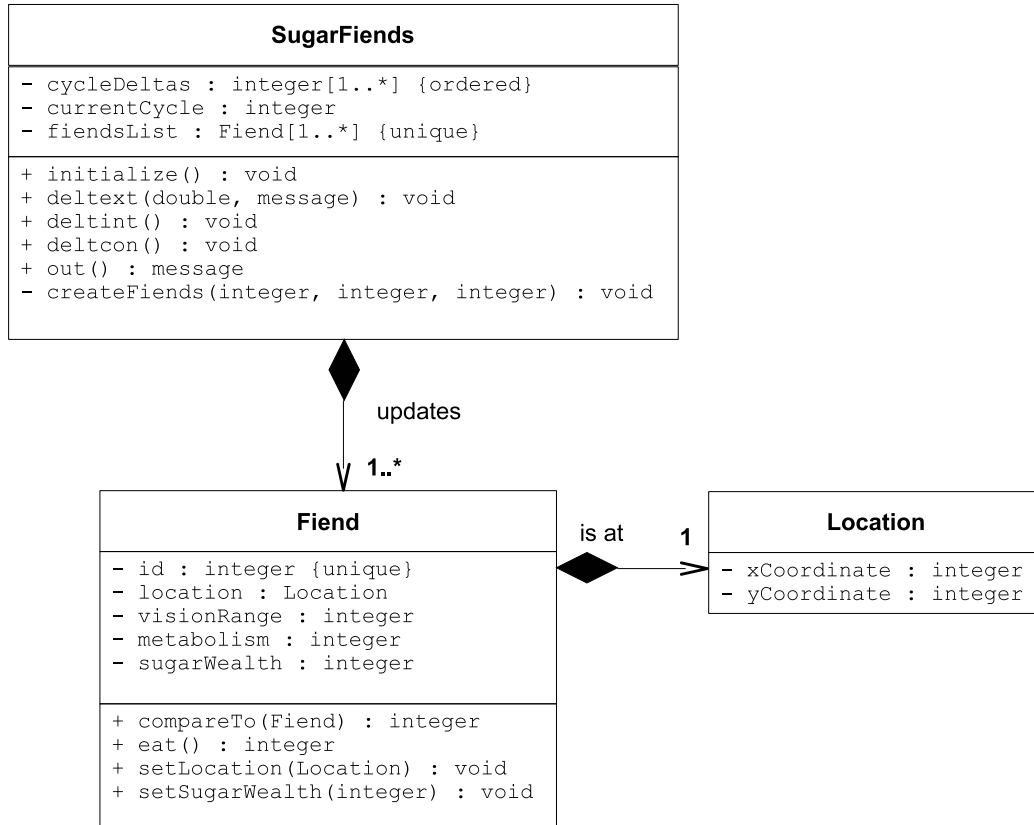 SugarFiends
- cycleDeltas : integer[1..*] {ordered}
- currentCycle : integer
- fiendsList : Fiend[1..*] {unique}
+ initialize() : void
+ deltext(double, message) : void
+ deltint() : void
+ deltcon() : void
+ out() : message
- createFiends(integer, integer, integer) : void
updates
1..*
Fiend
- id : integer {unique}
- location : Location
- visionRange : integer
- metabolism : integer
- sugarWealth : integer
+ compareTo(Fiend) : integer
+ eat() : integer
+ setLocation(Location) : void
+ setSugarWealth(integer) : void
is at
1
Location
- xCoordinate : integer
- yCoordinate : integer